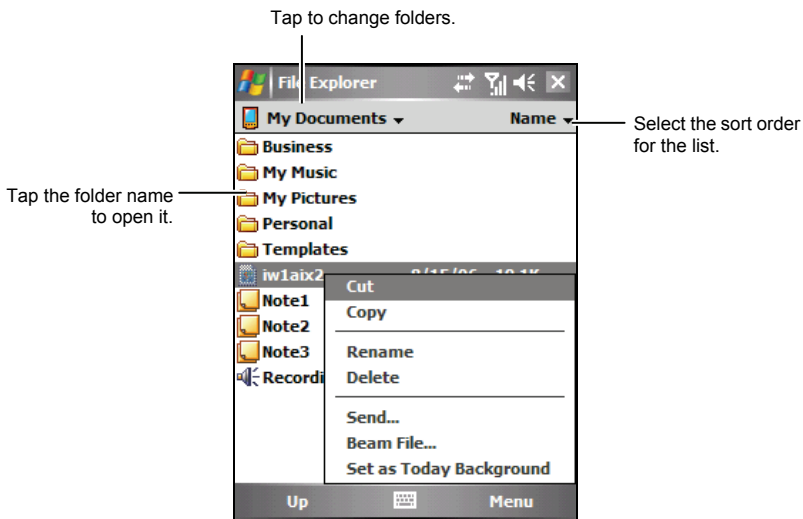 Tap to change folders.
File Explorer
My Documents
Name
Select the sort order
for the list.
Business
My Music
Tap the folder name
to open it.
My Pictures
Personal
Templates
iw1aix2
Cut
Copy
Note1
Note2
Note3
Rename
Recordi
Delete
Send...
Beam File...
Set as Today Background
Up
Menu